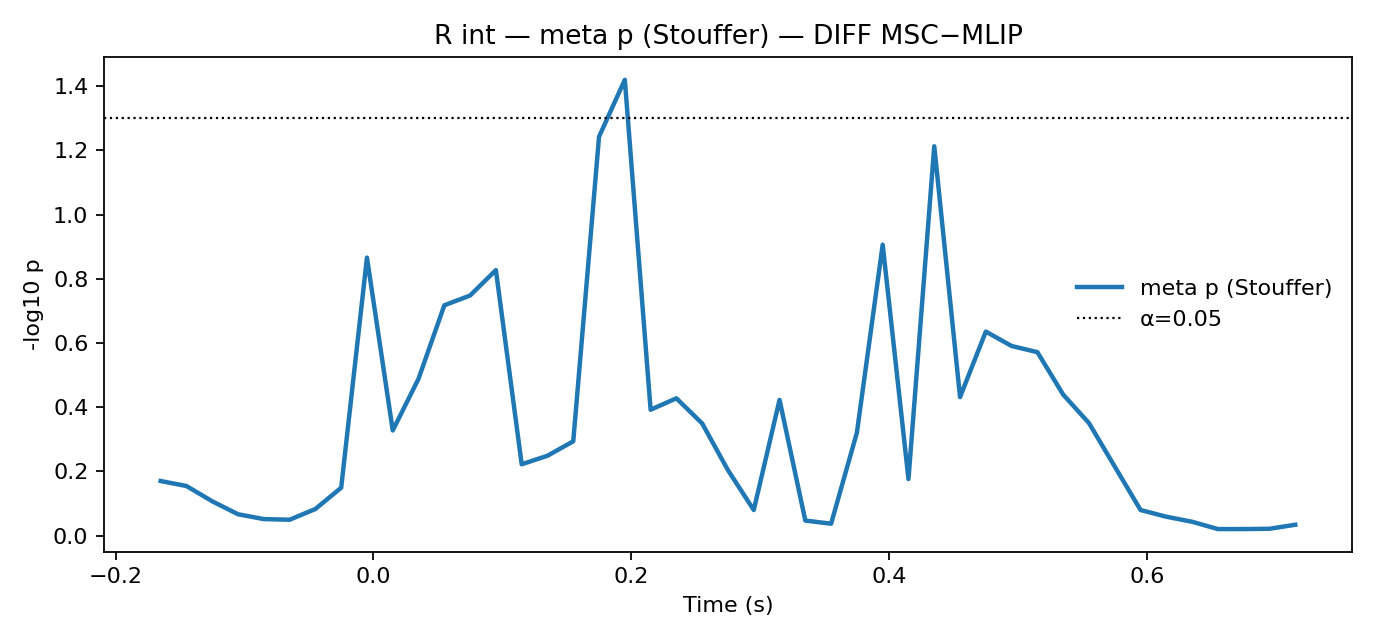 R int — meta p (Stouffer) — DIFF MSC−MLIP
1.4
1.2
1.0
0.8
0.6
0.4
0.2
0.0
-log10 p
meta p (Stouffer)
α=0.05
−0.2
0.0
0.2
0.4
0.6
Time (s)